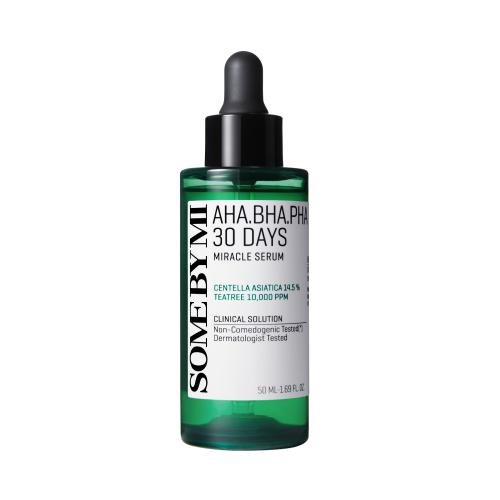 SOME BY MI
AHA.BHA.PHA
30 DAYS
MIRACLE SERUM
CENTELLA ASIATICA 14.5%
TEATREE 10,000 PPM
CLINICAL SOLUTION
Non-Comedogenic Tested(*)
Dermatologist Tested
50 ML·1.69 FL.OZ